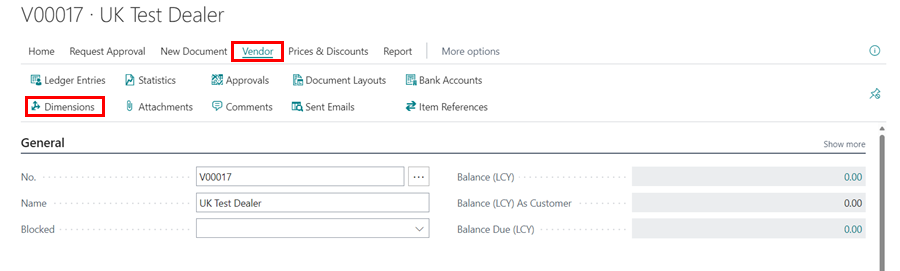 V00017 · UK Test Dealer
Home Request Approval New Document Vendor Prices & Discounts Report More options
Ledger Entries Statistics Approvals Document Layouts Bank Accounts
Dimensions Attachments Comments Sent Emails Item References
General Show more
No. V00017 Balance (LCY) 0.00
Name UK Test Dealer Balance (LCY) As Customer 0.00
Blocked Balance Due (LCY) 0.00